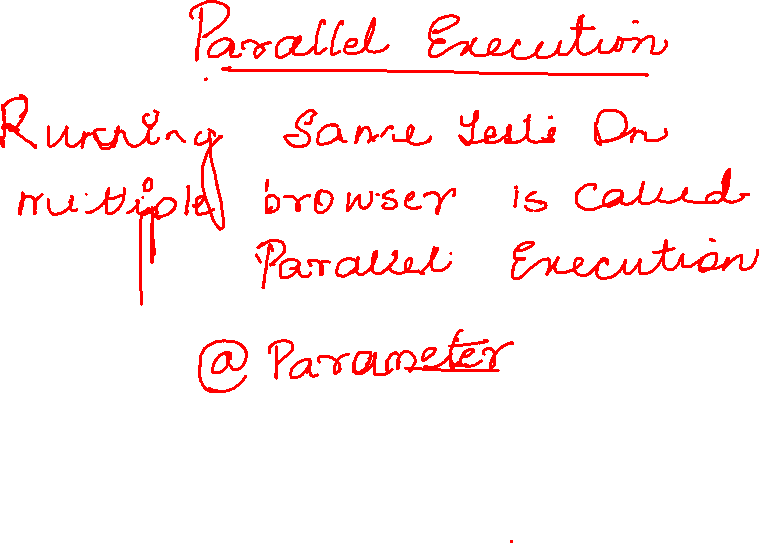 Parallel Execution
Running Same Tests On
multiple browser is called
Parallel Execution
@ Parameter